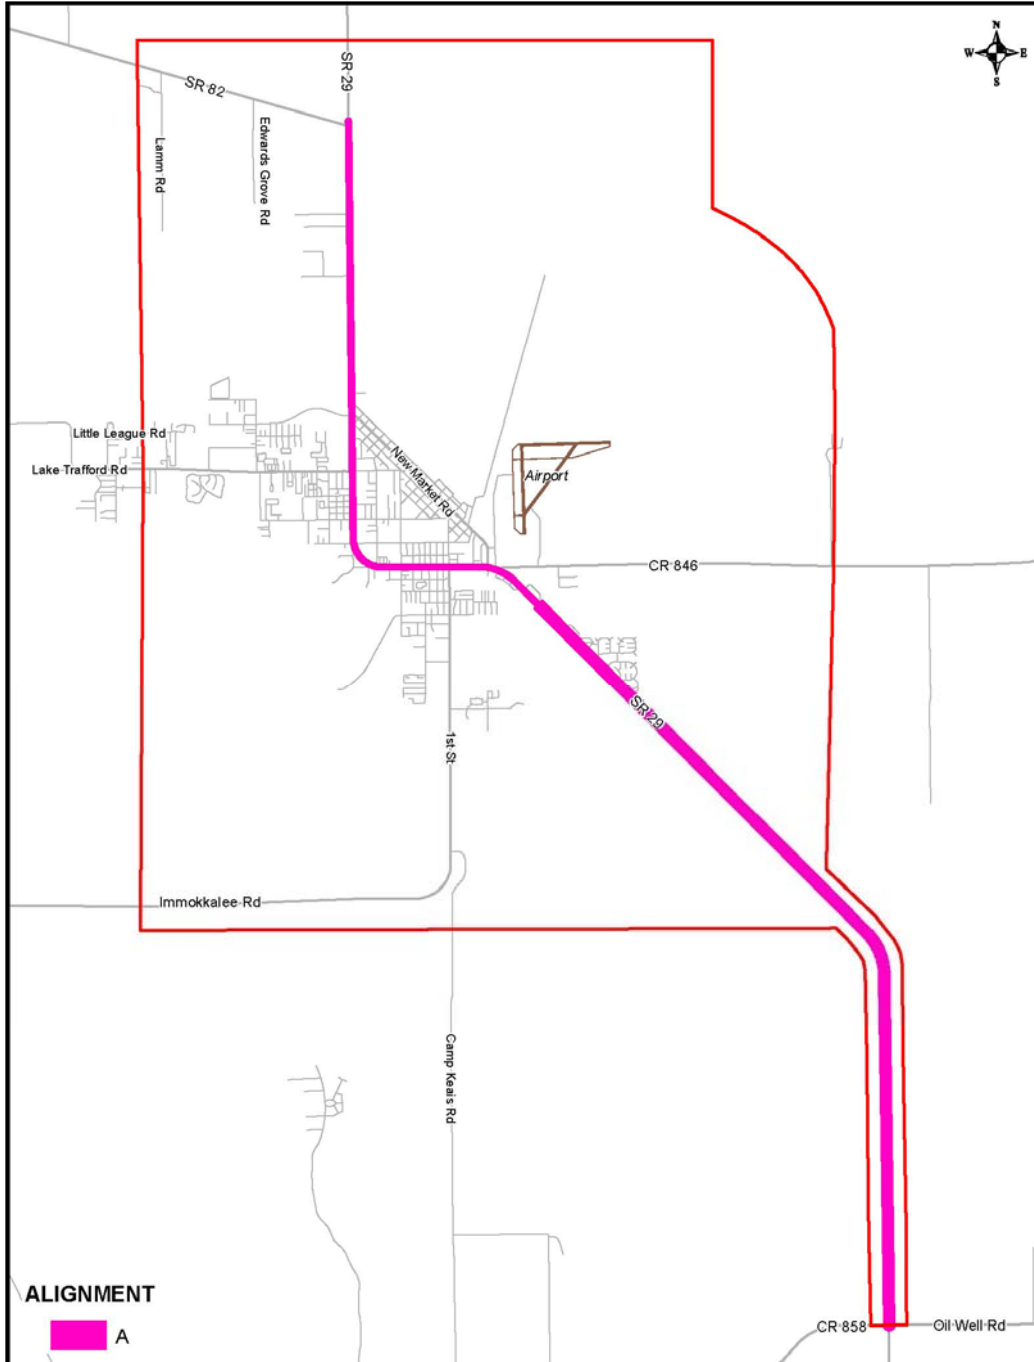 N
W E
S
SR 29
SR 82
Lamm Rd
Edwards Grove Rd
Little League Rd
Lake Trafford Rd
New Market Rd
Airport
CR 846
SR 29
1st St
Immokkalee Rd
Camp Keais Rd
ALIGNMENT
A
CR 858
Oil Well Rd